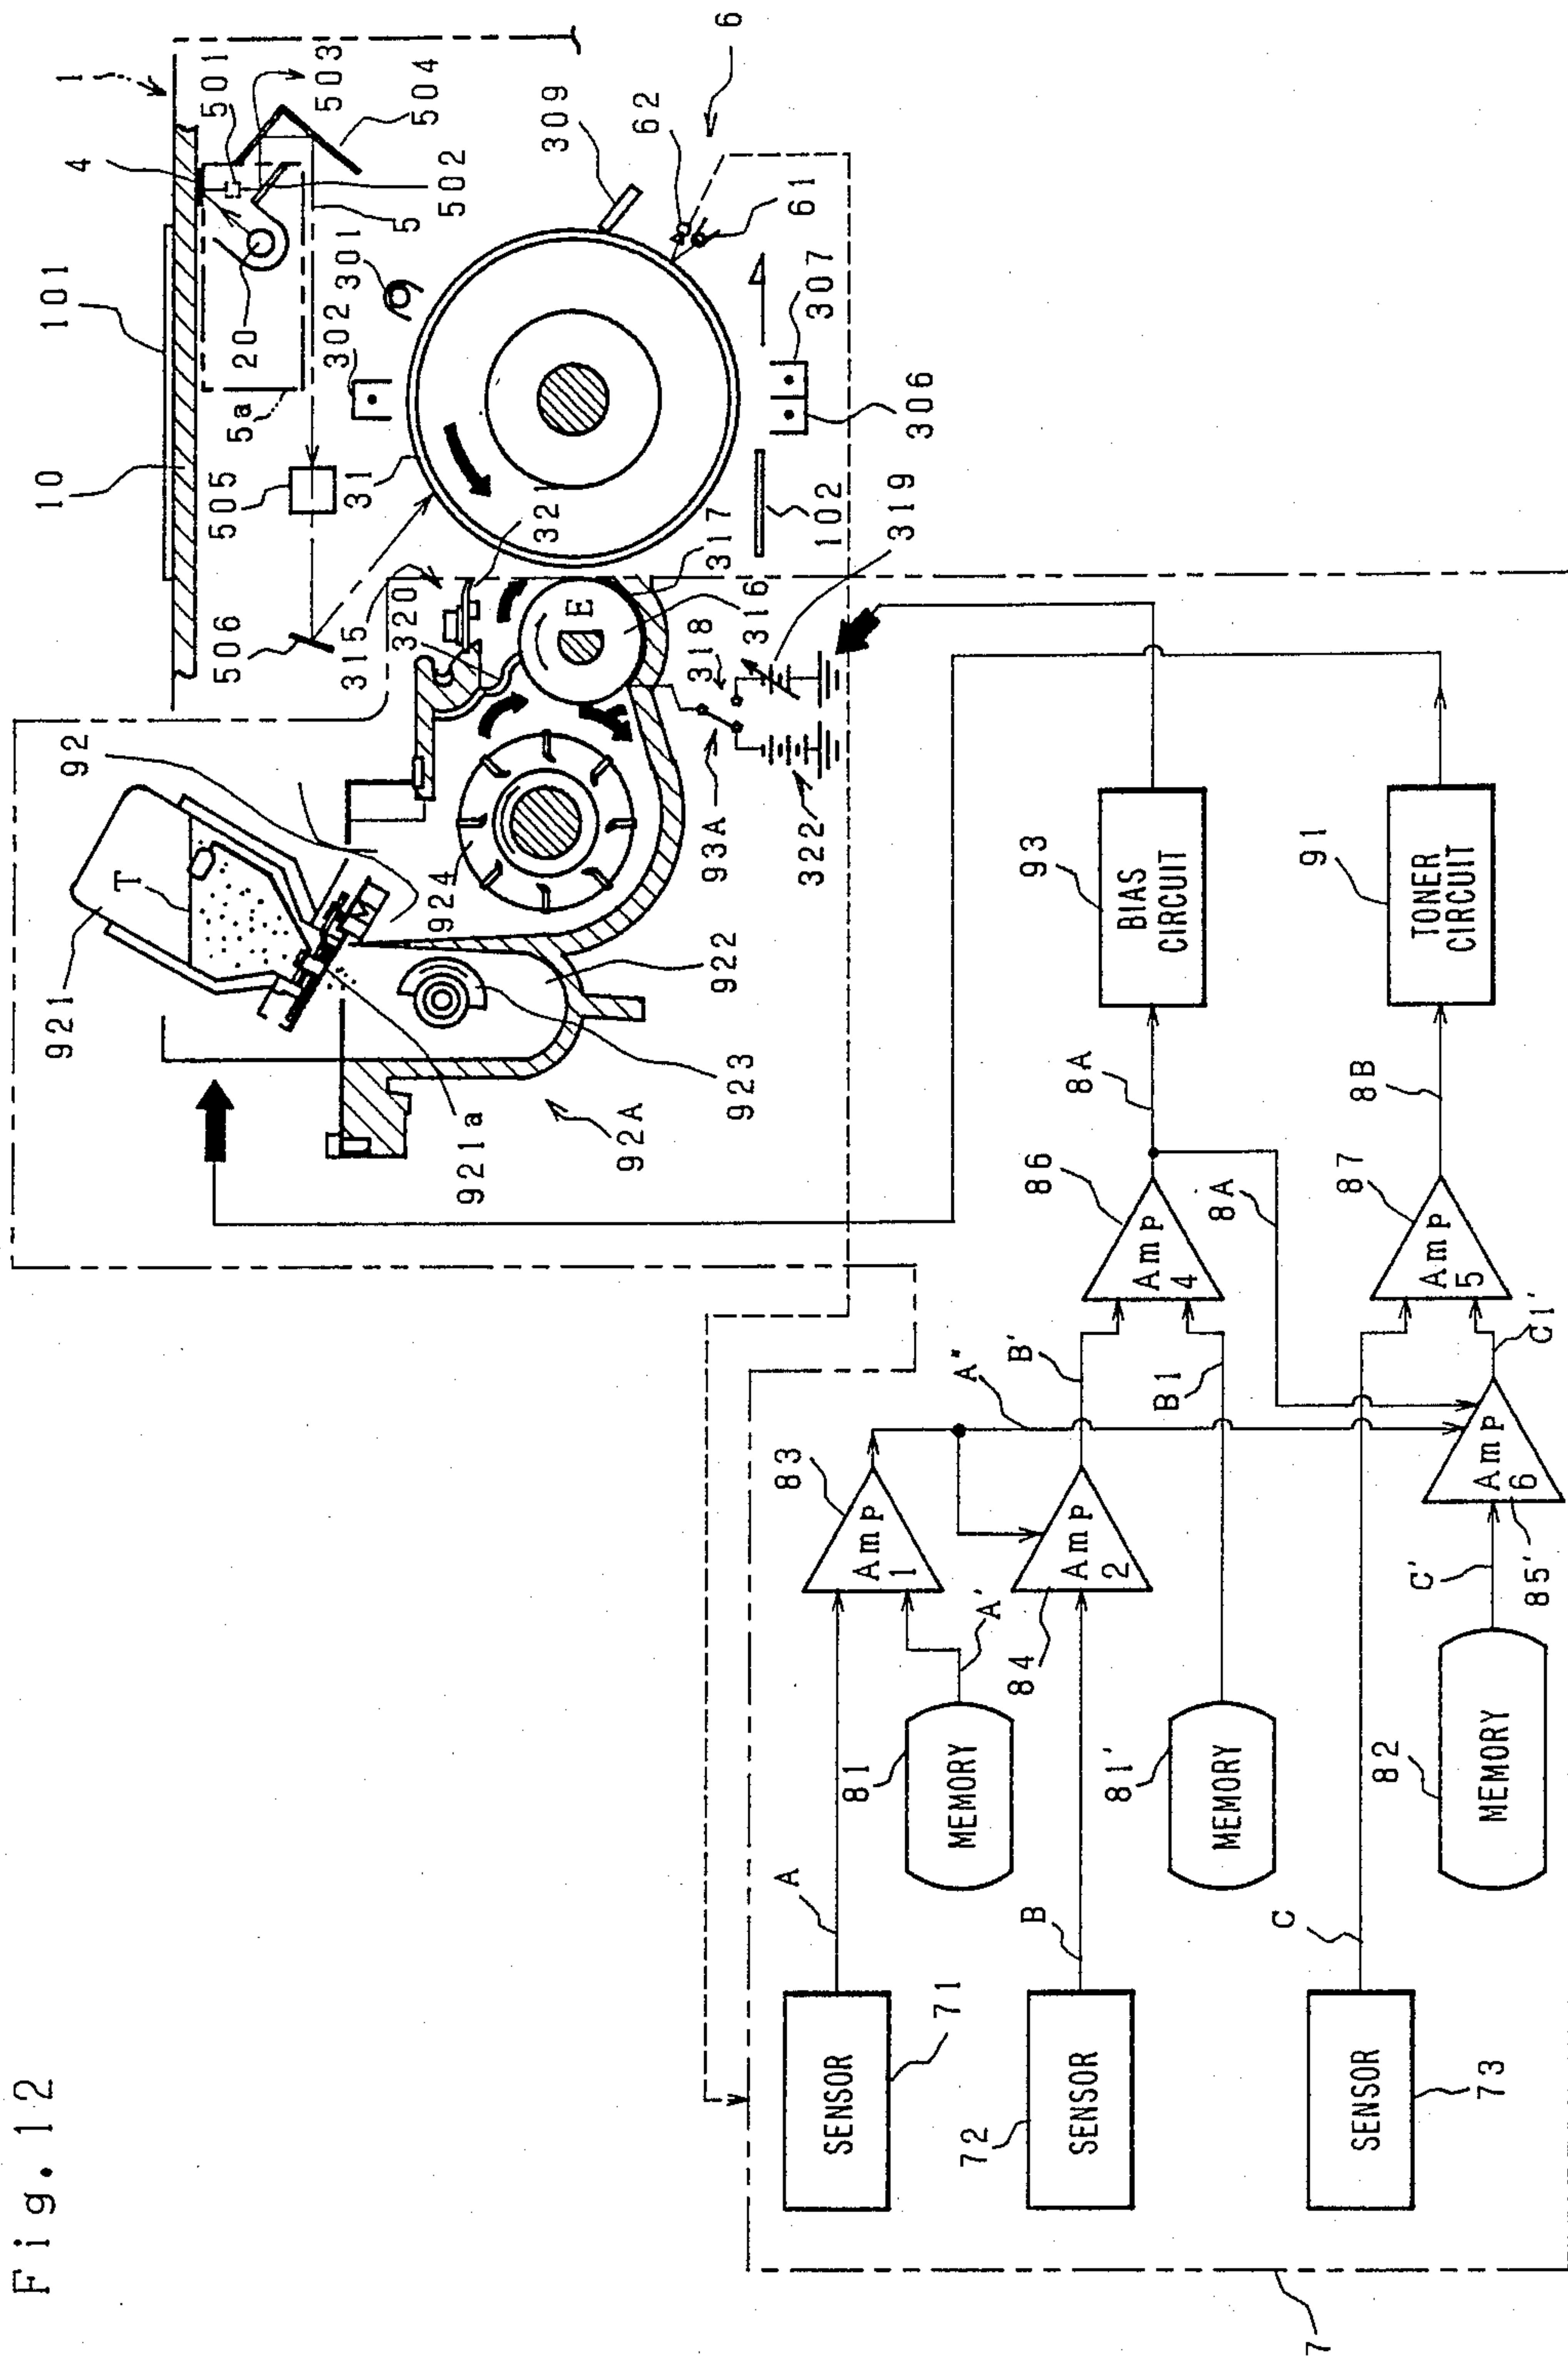 Fig. 12
1
4
501
503
504
502
5
101
10
20
5a
505
506
301
302
31
309
62
6
61
307
306
102
321
317
319
315
320
316
318
E
93A
322
92
T
921
M
924
922
923
921a
92A
93
BIAS
CIRCUIT
91
TONER
CIRCUIT
8A
8B
86
Amp
4
8A
87
Amp
5
A"
B'
B1
C1'
83
Amp
1
84
Amp
2
Amp
6
85'
A'
C'
81
MEMORY
81'
MEMORY
82
MEMORY
A
B
C
SENSOR
71
72
SENSOR
SENSOR
73
7